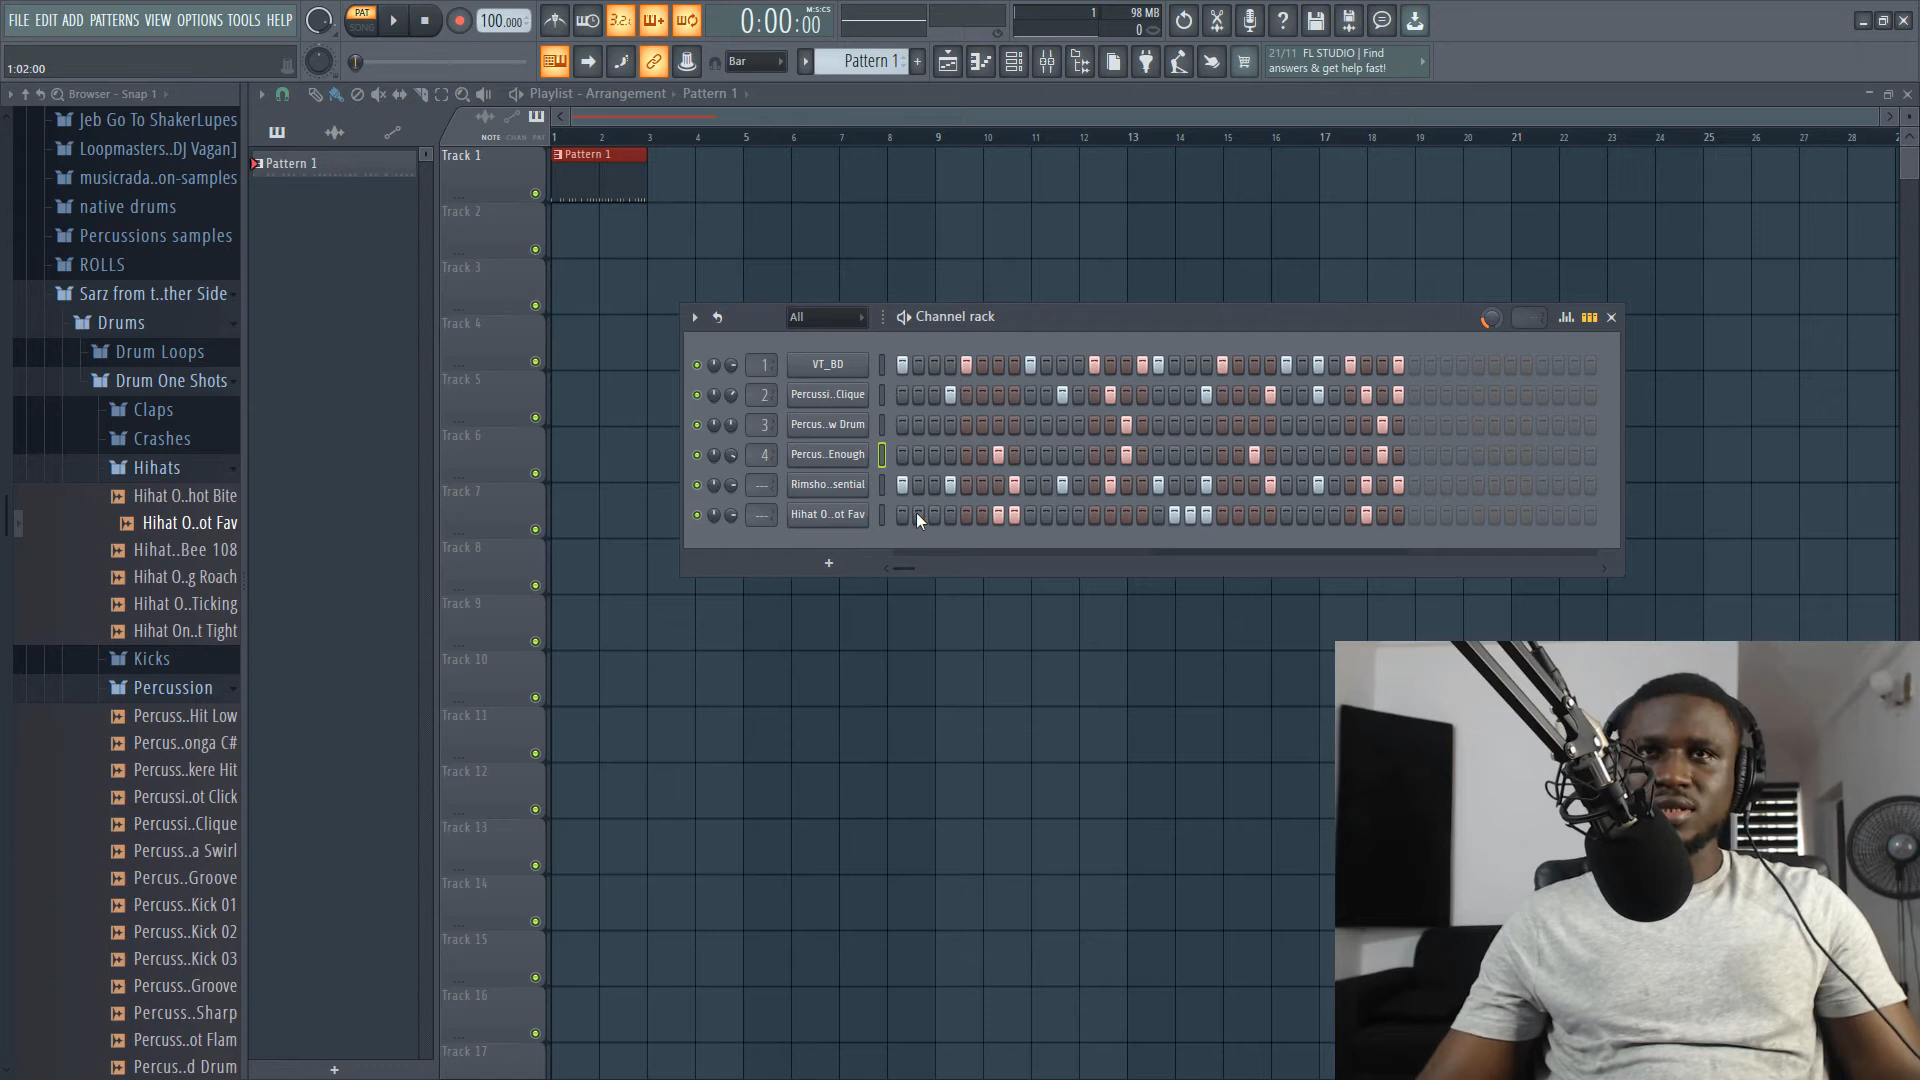 FILE EDIT PATTERNS VIEW OPTIONS TOOLS HELP
PAT
SONG
100.000
3.2.
0:00:00
M:S:CS
1
98 MB
0
1:02:00
Bar
Pattern 1
+
21/11 FL STUDIO | Find
answers & get help fast!
Browser - Snap 1
Playlist - Arrangement
Pattern 1
NOTE CHAN PAT
1 2 3 4 5 6 7 8 9 10 11 12 13 14 15 16 17 18 19 20 21 22 23 24 25 26 27 28
Jeb Go To ShakerLupes
Loopmasters..DJ Vagan]
musicrada..on-samples
native drums
Percussions samples
ROLLS
Sarz from t..ther Side
Drums
Drum Loops
Drum One Shots
Claps
Crashes
Hihats
Hihat O..hot Bite
Hihat O..ot Fav
Hihat..Bee 108
Hihat O..g Roach
Hihat O..Ticking
Hihat On..t Tight
Kicks
Percussion
Percuss..Hit Low
Percus..onga C#
Percuss..kere Hit
Percussi..ot Click
Percussi..Clique
Percuss..a Swirl
Percus..Groove
Percuss..Kick 01
Percuss..Kick 02
Percuss..Kick 03
Percuss..Groove
Percuss..Sharp
Percuss..ot Flam
Percus..d Drum
Pattern 1
+
Track 1
Pattern 1
Track 2
Track 3
Track 4
Track 5
Track 6
Track 7
Track 8
Track 9
Track 10
Track 11
Track 12
Track 13
Track 14
Track 15
Track 16
Track 17
All
Channel rack
1 VT_BD
2 Percussi..Clique
3 Percus..w Drum
4 Percus..Enough
--- Rimsho..sential
--- Hihat O..ot Fav
+